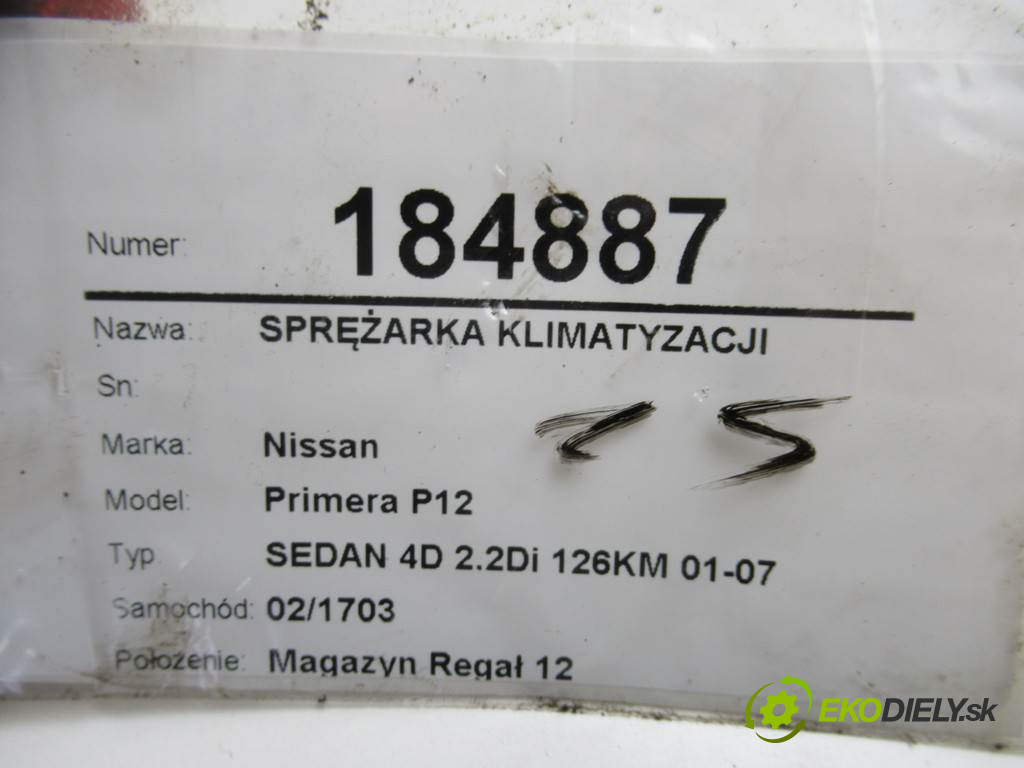 Numer: 184887
Nazwa: SPRĘŻARKA KLIMATYZACJI
Sn:
Marka: Nissan
Model: Primera P12
Typ SEDAN 4D 2.2Di 126KM 01-07
Samochód: 02/1703
Położenie: Magazyn Regał 12
EKODIELY.sk